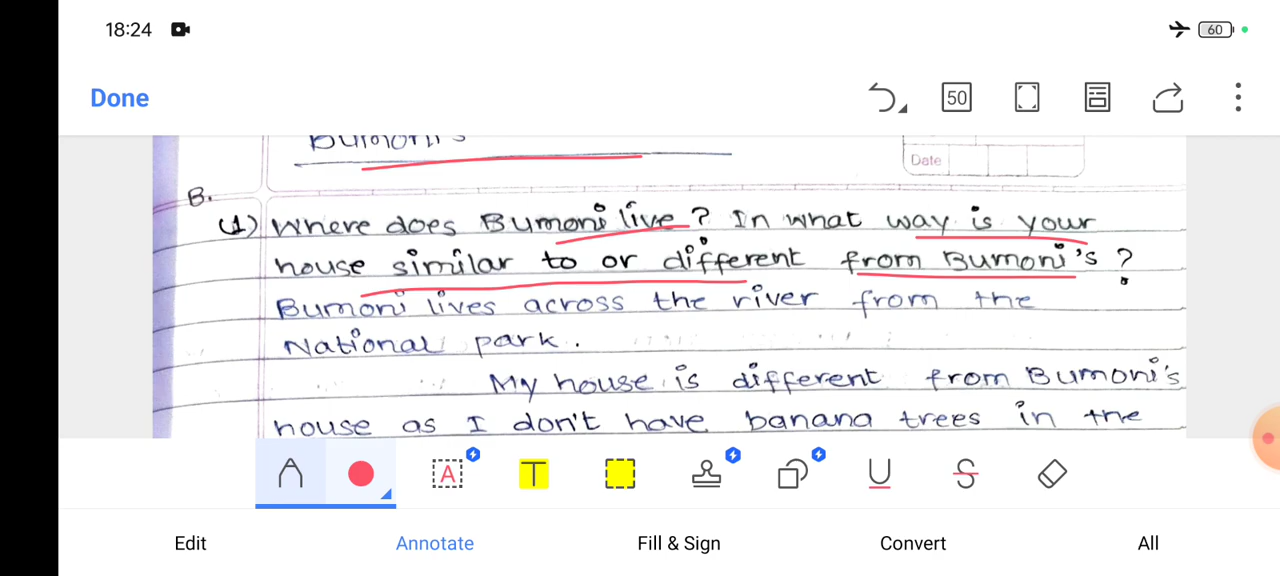 18:24
60
Done
50
Bumoni's
Date
B.
(1) Where does Bumoni live? In what way is your
house similar to or different from Bumoni's?
Bumoni lives across the river from the
National park.
My house is different from Bumoni's
house as I don't have banana trees in the
A
T
U
S
Edit
Annotate
Fill & Sign
Convert
All